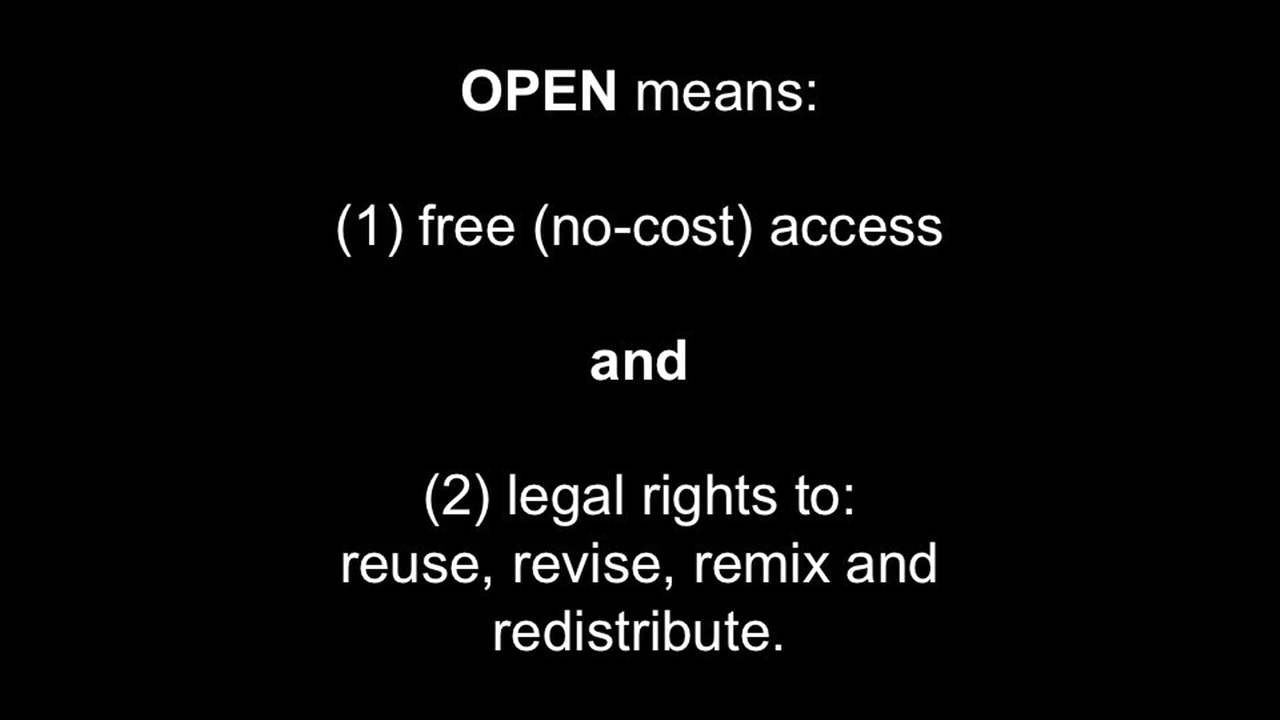 OPEN means:
(1) free (no-cost) access
and
(2) legal rights to:
reuse, revise, remix and
redistribute.